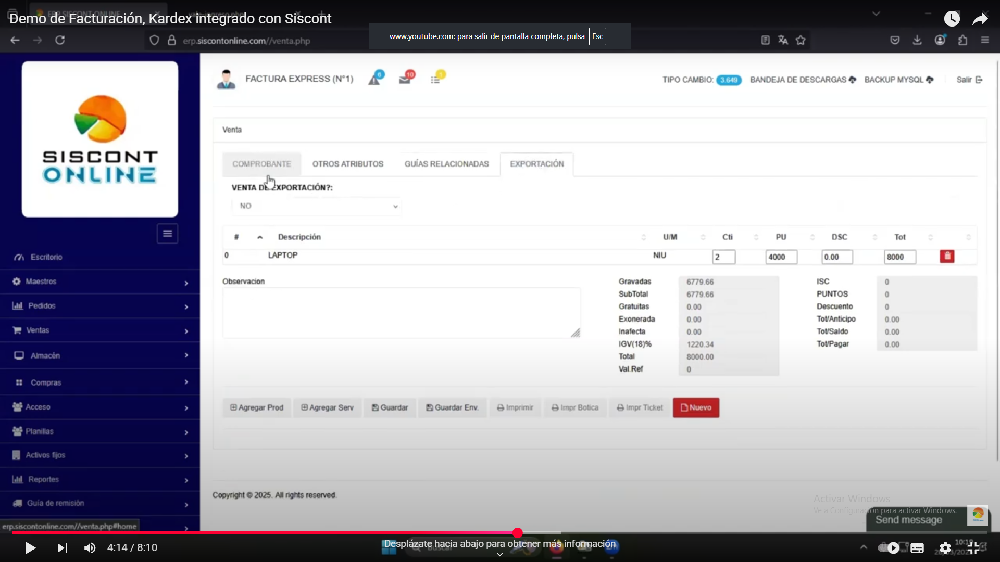 Demo de Facturación, Kardex integrado con Siscont
www.youtube.com: para salir de pantalla completa, pulsa Esc
erp.siscontonline.com//venta.php
SISCONT
ONLINE
FACTURA EXPRESS (N°1) 6 10 1
TIPO CAMBIO: 3.649 BANDEJA DE DESCARGAS BACKUP MYSQL Salir
Venta
COMPROBANTE OTROS ATRIBUTOS GUÍAS RELACIONADAS EXPORTACIÓN
VENTA DE EXPORTACIÓN?:
NO
# Descripción U/M Cti PU DSC Tot
0 LAPTOP NIU 2 4000 0.00 8000
Observacion
Gravadas 6779.66
SubTotal 6779.66
Gratuitas 0.00
Exonerada 0.00
Inafecta 0.00
IGV(18)% 1220.34
Total 8000.00
Val.Ref 0
ISC 0
PUNTOS 0
Descuento 0
Tot/Anticipo 0.00
Tot/Saldo 0.00
Tot/Pagar 0.00
Agregar Prod Agregar Serv Guardar Guardar Env. Imprimir Impr Botica Impr Ticket Nuevo
Escritorio
Maestros
Pedidos
Ventas
Almacén
Compras
Acceso
Planillas
Activos fijos
Reportes
Guía de remisión
Copyright © 2025. All rights reserved.
Activar Windows
Ve a Configuración para activar Windows.
Send message
erp.siscontonline.com//venta.php#home
4:14 / 8:10
Desplázate hacia abajo para obtener más información